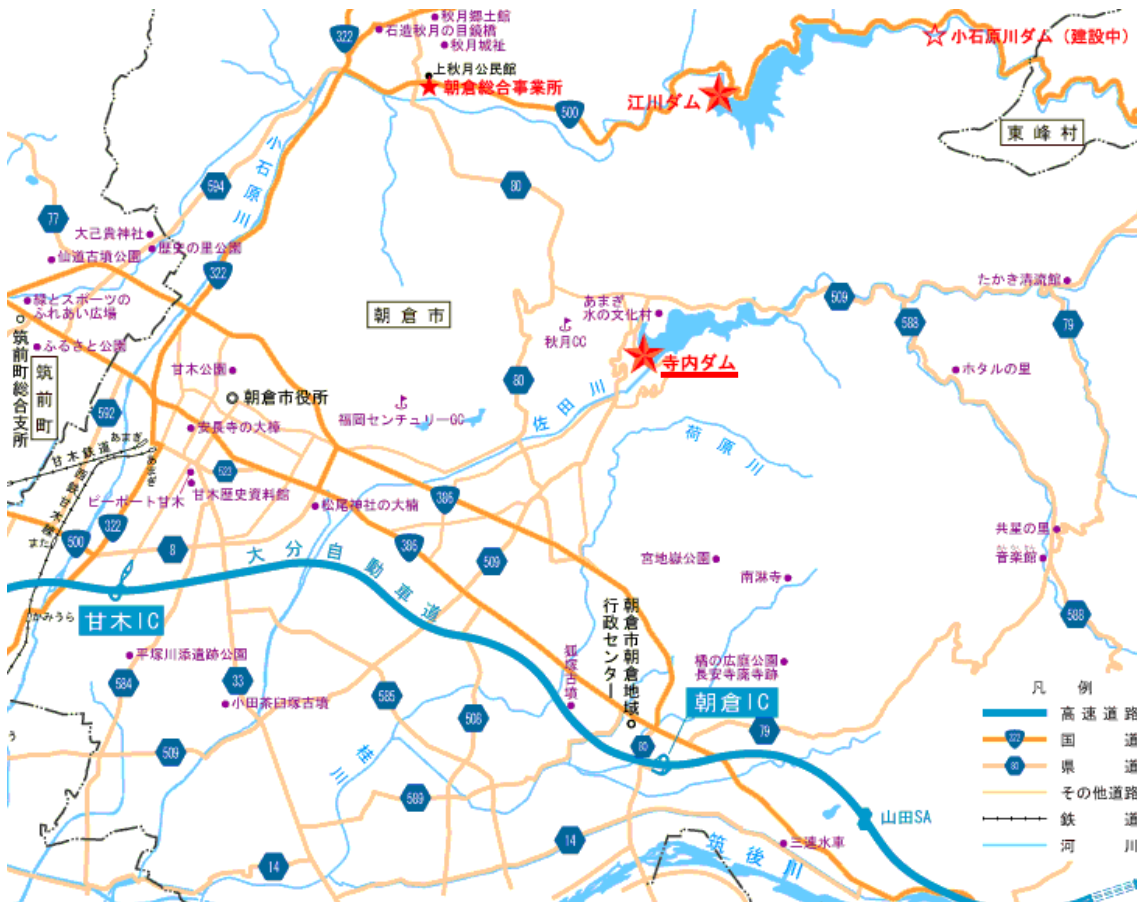 秋月郷土館
322
石造秋月の目鏡橋
秋月城祉
小石原川ダム（建設中）
上秋月公民館
朝倉総合事業所
江川ダム
500
東峰村
小石原川
594
80
77
大己貴神社
歴史の里公園
仙道古墳公園
322
たかき清流館
緑とスポーツの
ふれあい広場
朝倉市
あまぎ
水の文化村
509
588
79
秋月CC
ふるさと公園
筑前町総合支所
筑前町
寺内ダム
甘木公園
朝倉市役所
80
ホタルの里
佐田川
福岡センチュリーGC
592
安長寺の大樟
荷原川
あまぎ
甘木鉄道
523
西鉄甘木線
ピーポート甘木
甘木歴史資料館
松尾神社の大楠
386
322
500
8
386
509
共星の里
音楽館
宮地嶽公園
南淋寺
大分自動車道
甘木IC
朝倉市朝倉地域
行政センター
588
平塚川添遺跡公園
狐塚古墳
橘の広庭公園
長安寺廃寺跡
584
33
585
508
小田茶臼塚古墳
朝倉IC
80
79
509
桂川
589
山田SA
三連水車
筑後川
14
14
凡例
高速道路
322
国道
80
県道
その他道路
鉄道
河川